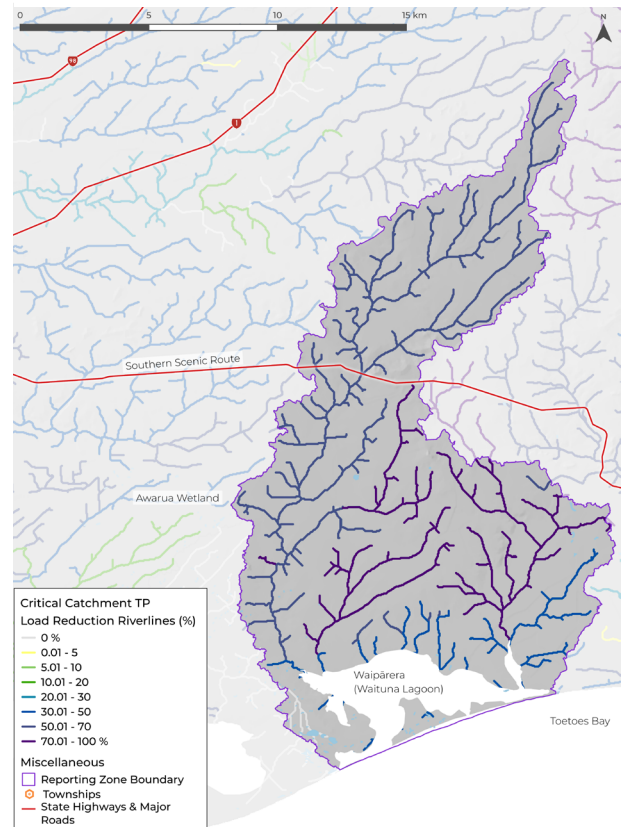 0 5 10 15 km
N
98
1
Southern Scenic Route
Awarua Wetland
Waipārera
(Waituna Lagoon)
Toetoes Bay
Critical Catchment TP
Load Reduction Riverlines (%)
0 %
0.01 - 5
5.01 - 10
10.01 - 20
20.01 - 30
30.01 - 50
50.01 - 70
70.01 - 100 %
Miscellaneous
Reporting Zone Boundary
Townships
State Highways & Major
Roads